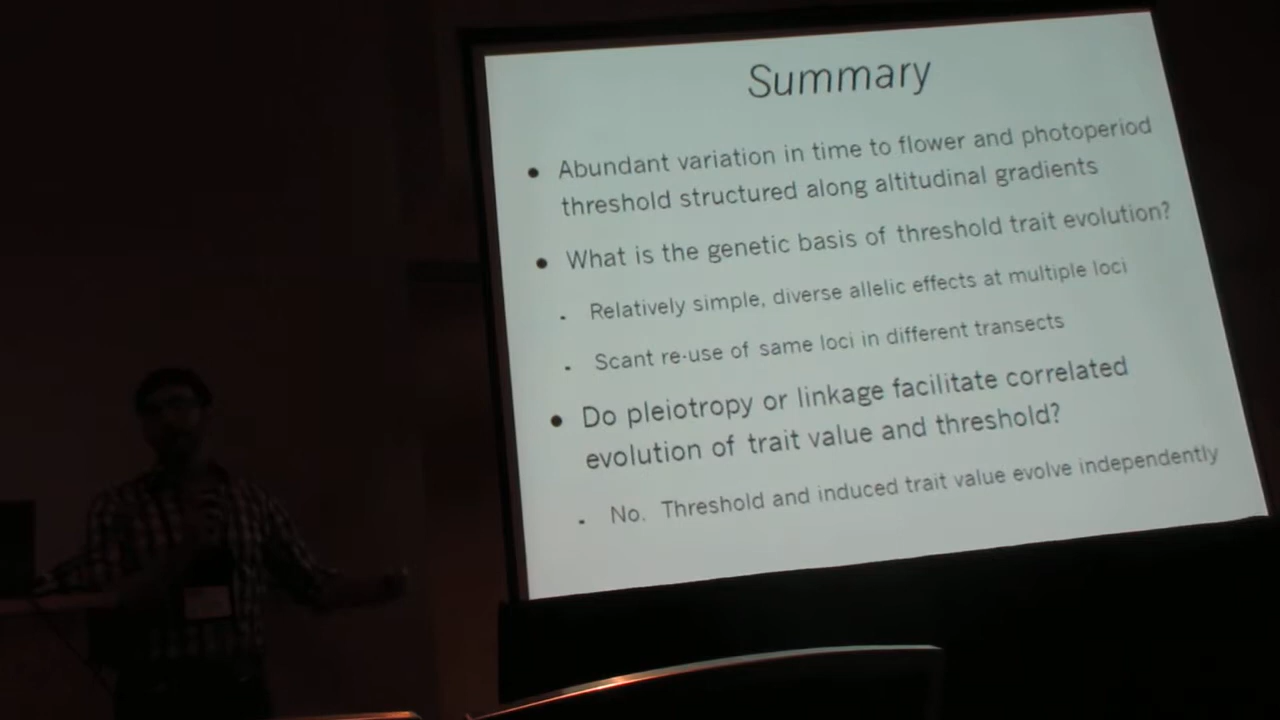 Summary
• Abundant variation in time to flower and photoperiod
threshold structured along altitudinal gradients
• What is the genetic basis of threshold trait evolution?
• Relatively simple, diverse allelic effects at multiple loci
• Scant re-use of same loci in different transects
• Do pleiotropy or linkage facilitate correlated
evolution of trait value and threshold?
• No. Threshold and induced trait value evolve independently